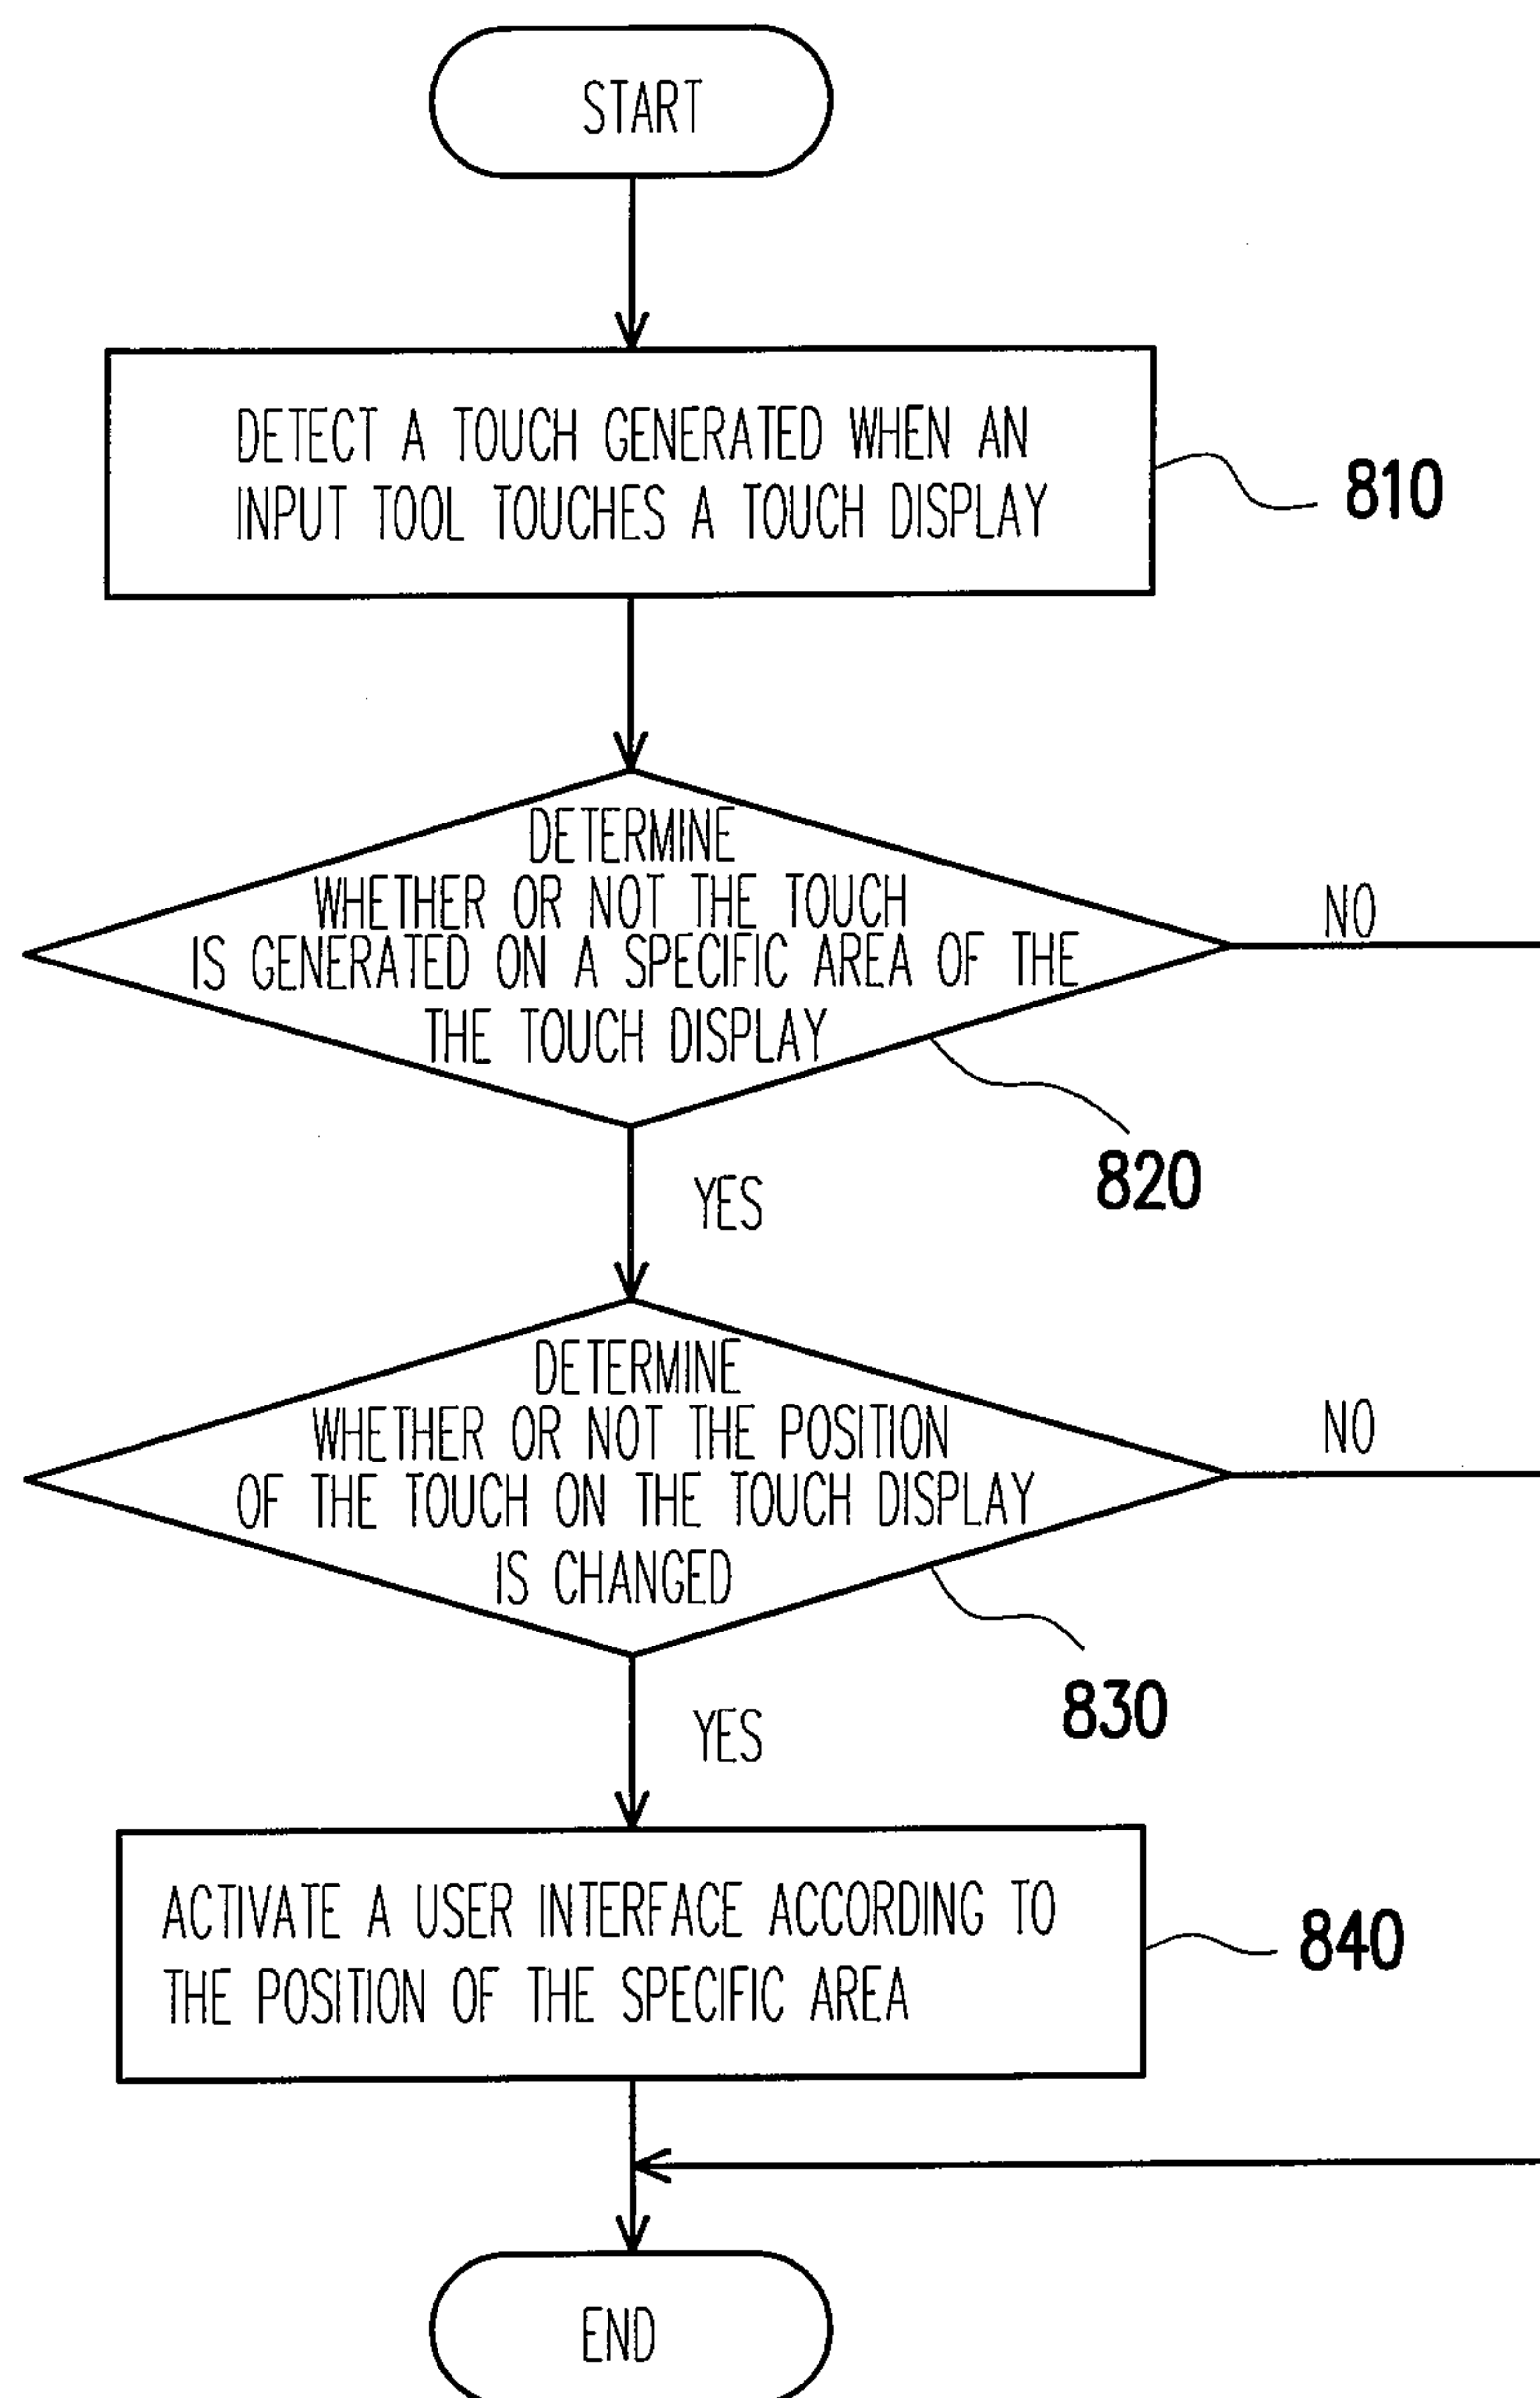 START
DETECT A TOUCH GENERATED WHEN AN
INPUT TOOL TOUCHES A TOUCH DISPLAY
810
DETERMINE
WHETHER OR NOT THE TOUCH
IS GENERATED ON A SPECIFIC AREA OF THE
THE TOUCH DISPLAY
NO
820
YES
DETERMINE
WHETHER OR NOT THE POSITION
OF THE TOUCH ON THE TOUCH DISPLAY
IS CHANGED
NO
830
YES
ACTIVATE A USER INTERFACE ACCORDING TO
THE POSITION OF THE SPECIFIC AREA
840
END